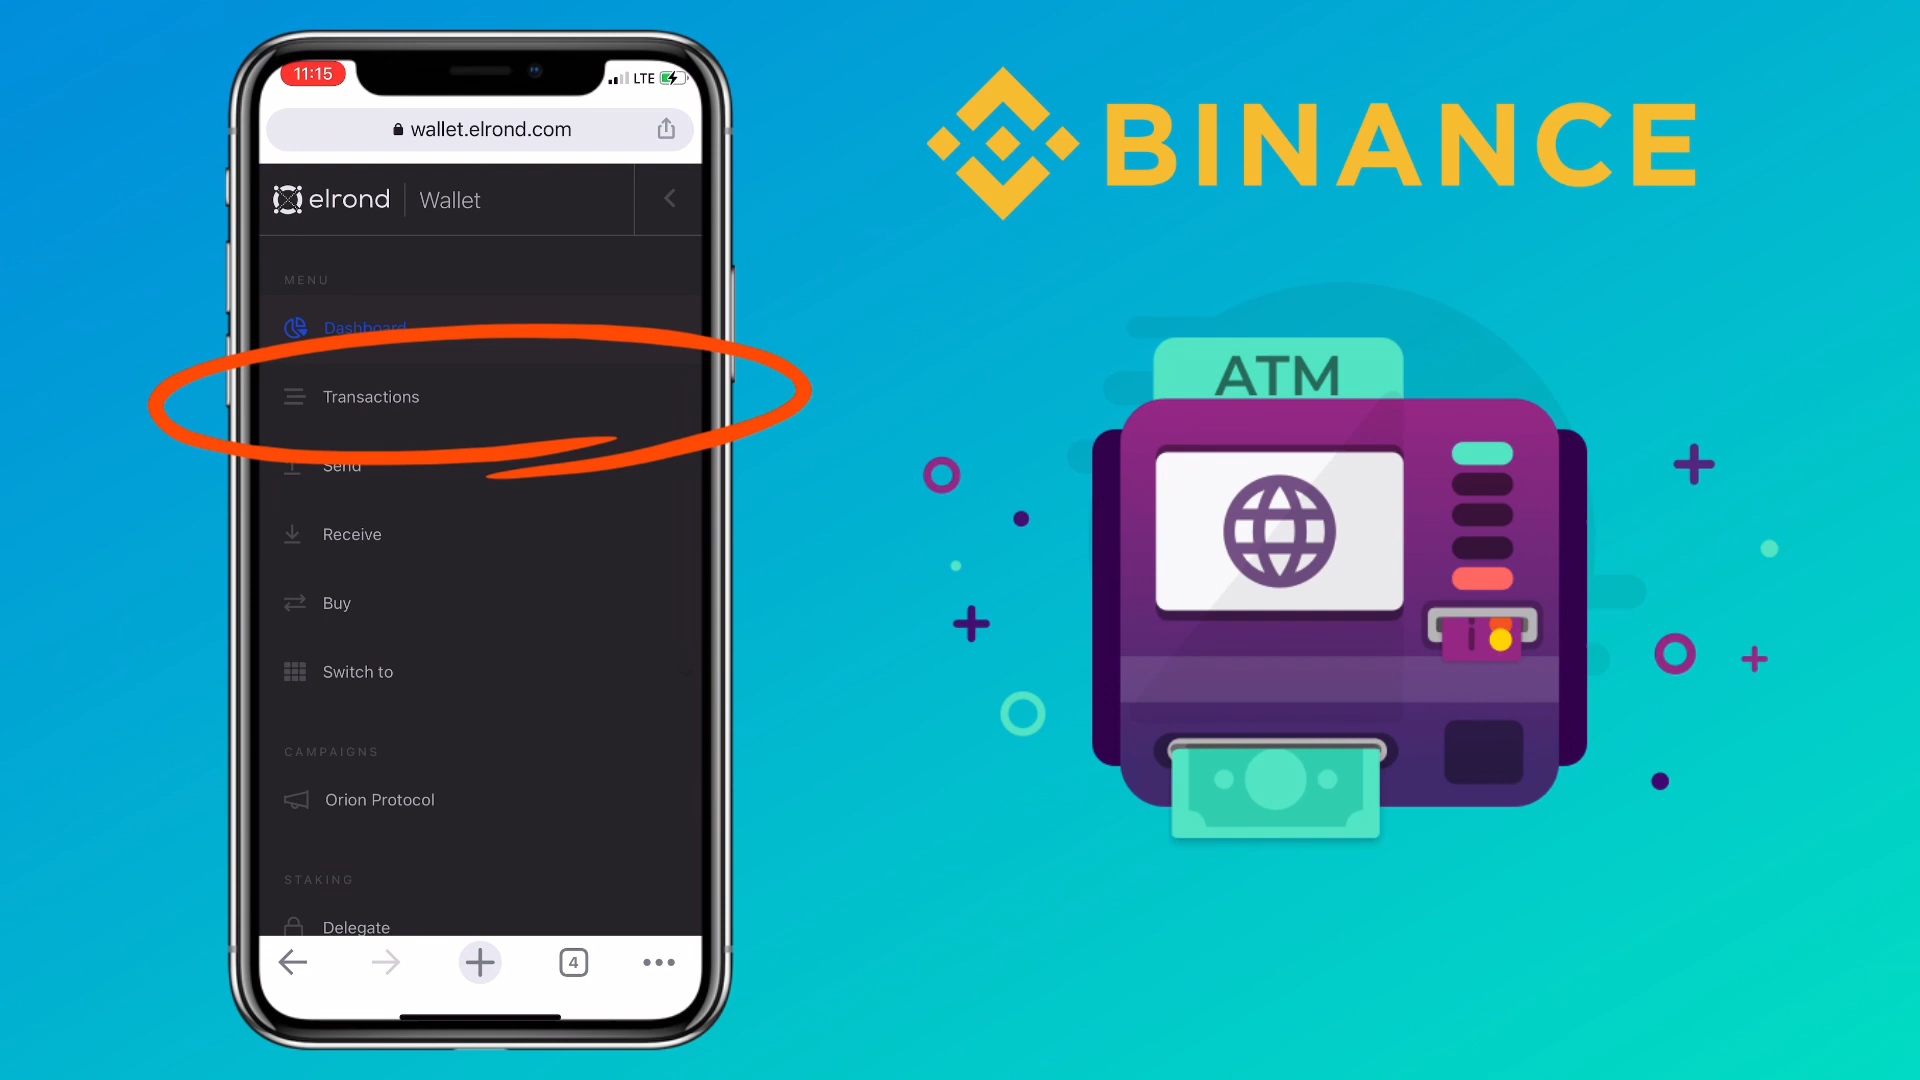 11:15
LTE
wallet.elrond.com
elrond Wallet
MENU
Dashboard
Transactions
Send
Receive
Buy
Switch to
CAMPAIGNS
Orion Protocol
STAKING
Delegate
4
BINANCE
ATM